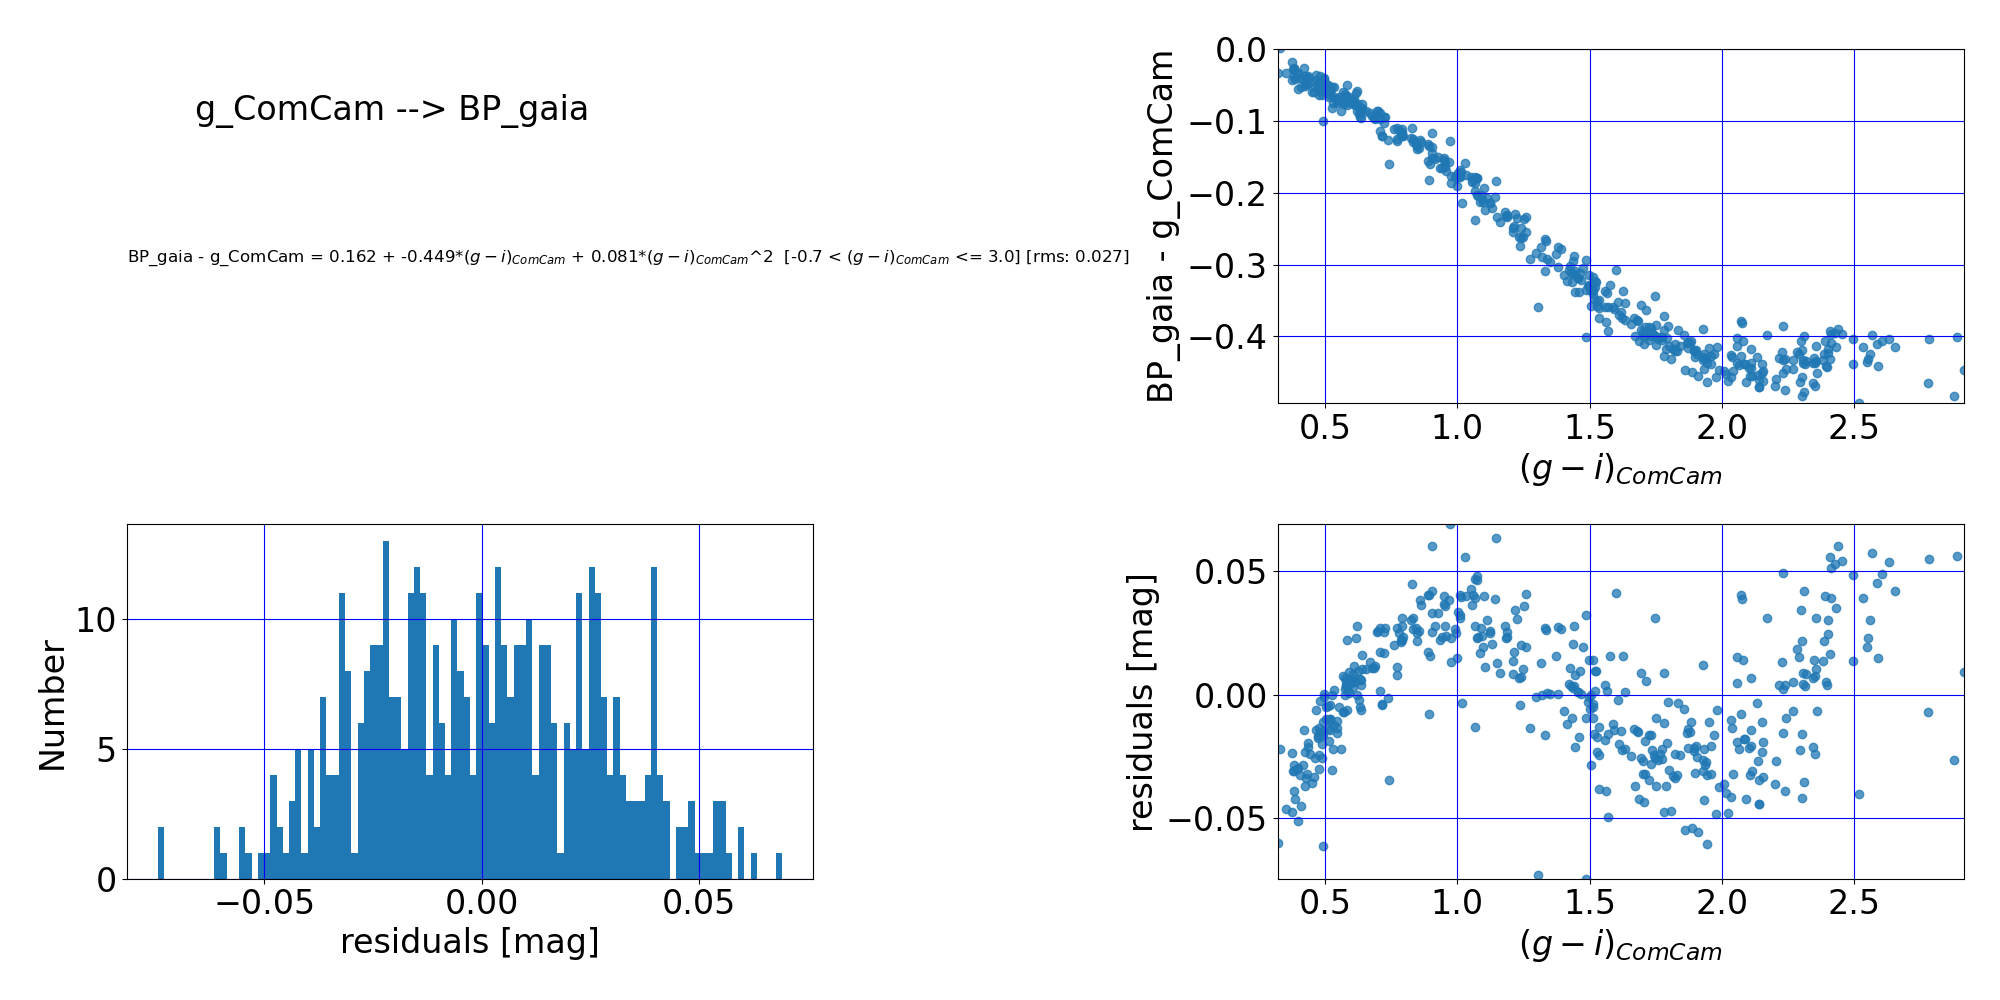 g_ComCam --> BP_gaia
BP_gaia - g_ComCam = 0.162 + -0.449*(g − i)ComCam + 0.081*(g − i)ComCam^2 [-0.7 < (g − i)ComCam <= 3.0] [rms: 0.027]
BP_gaia - g_ComCam
0.0
−0.1
−0.2
−0.3
−0.4
0.5 1.0 1.5 2.0 2.5
(g − i)ComCam
Number
10
5
0
−0.05 0.00 0.05
residuals [mag]
residuals [mag]
0.05
0.00
−0.05
0.5 1.0 1.5 2.0 2.5
(g − i)ComCam